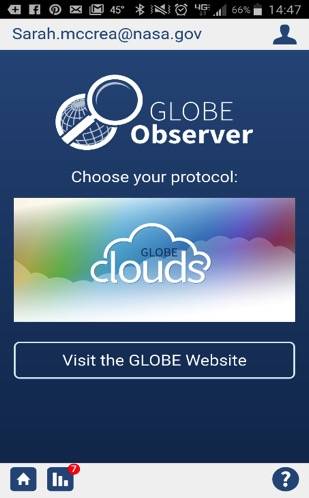 45° 4G 66% 14:47
Sarah.mccrea@nasa.gov
GLOBE
Observer
Choose your protocol:
GLOBE
clouds
Visit the GLOBE Website
7
?